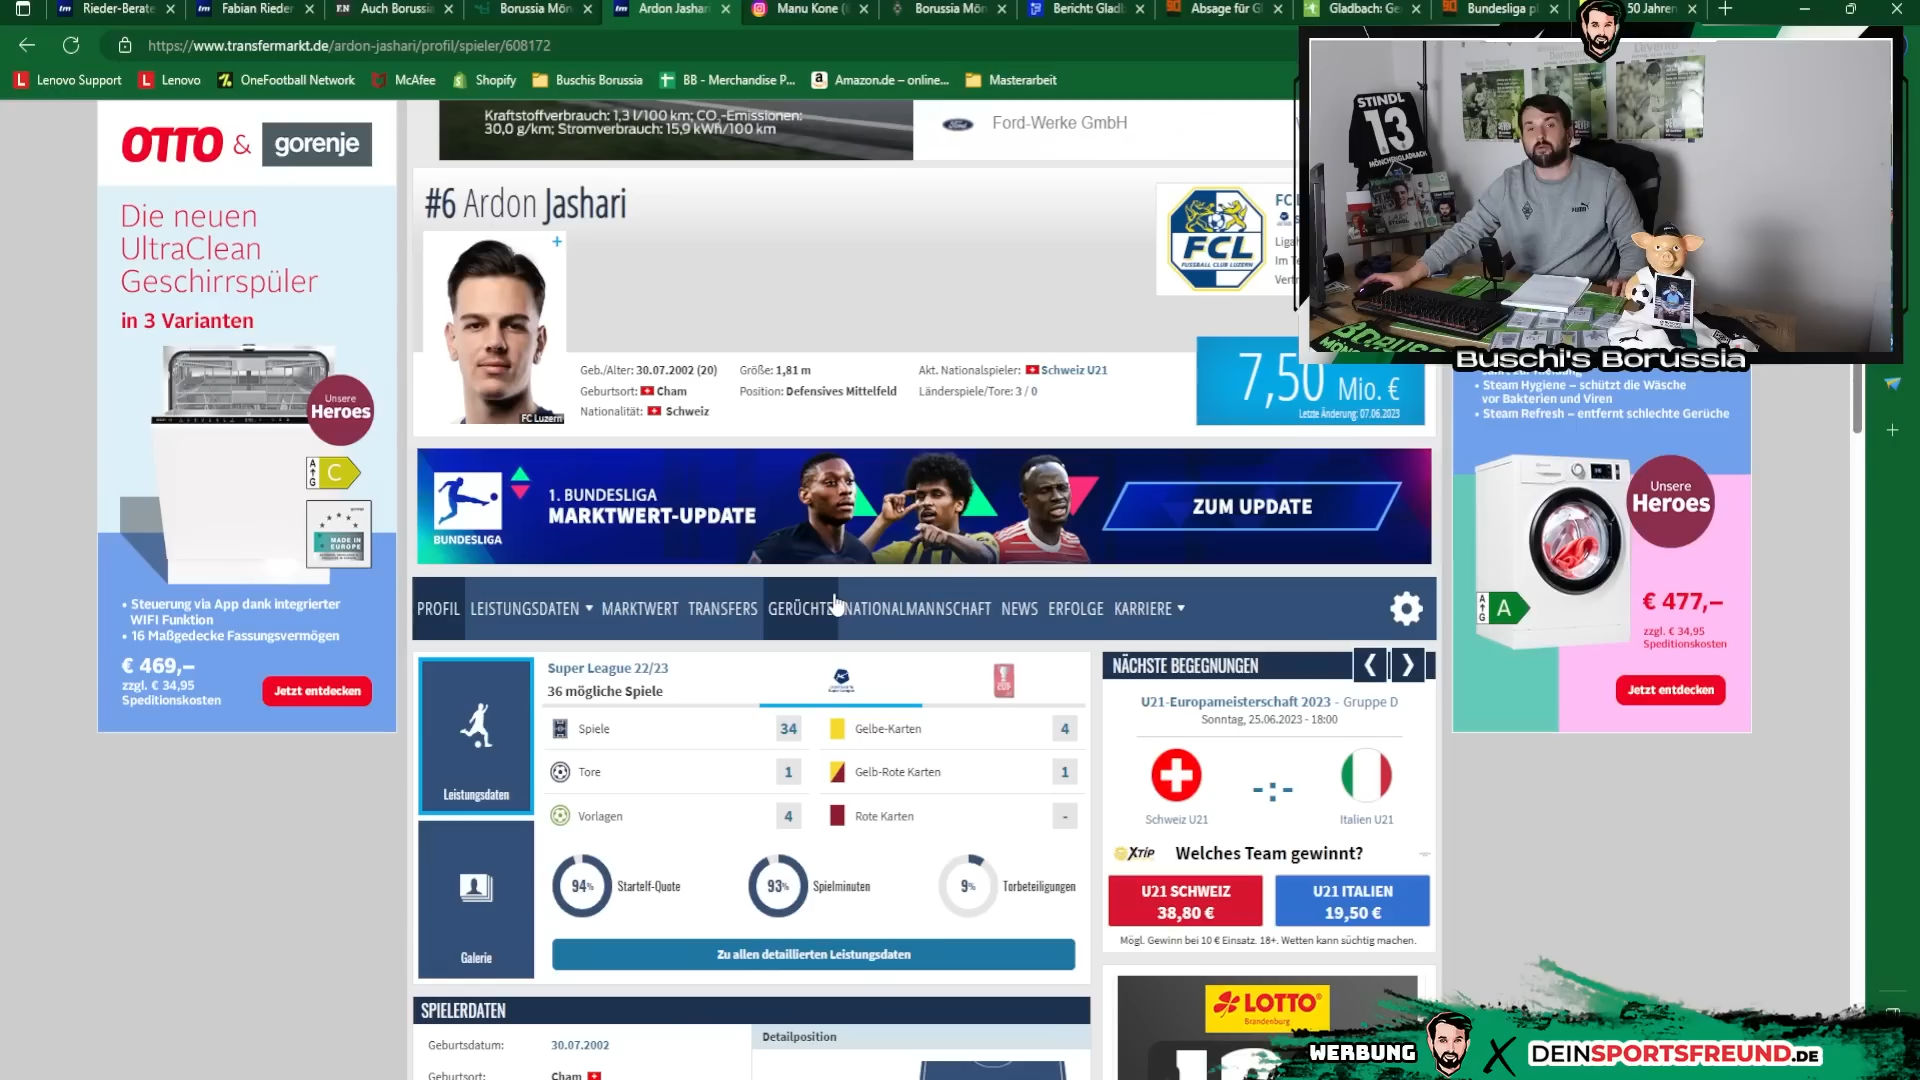 Rieder-Berate
Fabian Rieder
Auch Borussia
Borussia Mön
Ardon Jashari
Manu Kone (
Borussia Mön
Bericht: Gladb
Absage für G
Gladbach: Ge
Bundesliga p
50 Jahren
https://www.transfermarkt.de/ardon-jashari/profil/spieler/608172
Lenovo Support
Lenovo
OneFootball Network
McAfee
Shopify
Buschis Borussia
BB - Merchandise P...
Amazon.de – online...
Masterarbeit
OTTO & gorenje
Die neuen
UltraClean
Geschirrspüler
in 3 Varianten
Unsere
Heroes
C
MADE IN
EUROPE
• Steuerung via App dank integrierter
WIFI Funktion
• 16 Maßgedecke Fassungsvermögen
€ 469,–
zzgl. € 34,95
Speditionskosten
Jetzt entdecken
Kraftstoffverbrauch: 1,3 l/100 km; CO₂-Emissionen:
30,0 g/km; Stromverbrauch: 15,9 kWh/100 km
Ford-Werke GmbH
#6 Ardon Jashari
FC Luzern
FCL
FUSSBALL CLUB LUZERN
Geb./Alter: 30.07.2002 (20)
Geburtsort: Cham
Nationalität: Schweiz
Größe: 1,81 m
Position: Defensives Mittelfeld
Akt. Nationalspieler: Schweiz U21
Länderspiele/Tore: 3 / 0
7,50 Mio. €
Letzte Änderung: 07.06.2023
STINDL
13
MÖNCHENGLADBACH
PUMA
Buschi's Borussia
BUNDESLIGA
1. BUNDESLIGA
MARKTWERT-UPDATE
ZUM UPDATE
PROFIL
LEISTUNGSDATEN
MARKTWERT
TRANSFERS
GERÜCHTE
NATIONALMANNSCHAFT
NEWS
ERFOLGE
KARRIERE
Leistungsdaten
Galerie
Super League 22/23
36 mögliche Spiele
Spiele 34
Gelbe-Karten 4
Tore 1
Gelb-Rote Karten 1
Vorlagen 4
Rote Karten -
94% Startelf-Quote
93% Spielminuten
9% Torbeteiligungen
Zu allen detaillierten Leistungsdaten
SPIELERDATEN
Geburtsdatum: 30.07.2002
Geburtsort: Cham
Detailposition
NÄCHSTE BEGEGNUNGEN
U21-Europameisterschaft 2023 - Gruppe D
Sonntag, 25.06.2023 - 18:00
Schweiz U21
-:-
Italien U21
XTiP
Welches Team gewinnt?
U21 SCHWEIZ
38,80 €
U21 ITALIEN
19,50 €
Mögl. Gewinn bei 10 € Einsatz. 18+. Wetten kann süchtig machen.
LOTTO
Brandenburg
• Steam Hygiene – schützt die Wäsche
vor Bakterien und Viren
• Steam Refresh – entfernt schlechte Gerüche
Unsere
Heroes
A
€ 477,–
zzgl. € 34,95
Speditionskosten
Jetzt entdecken
WERBUNG
X
DEINSPORTSFREUND.DE